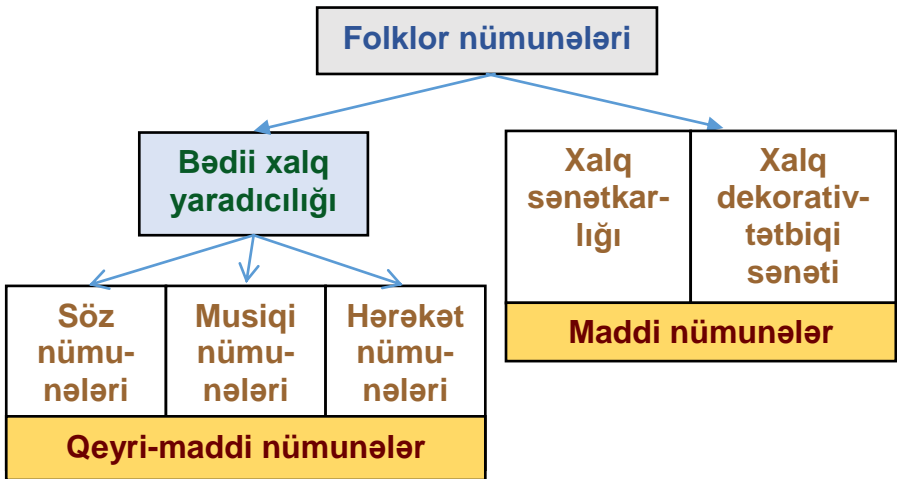 Folklor nümunələri
Bədii xalq
yaradıcılığı
Söz
nümu-
nələri
Musiqi
nümu-
nələri
Hərəkət
nümu-
nələri
Qeyri-maddi nümunələr
Xalq
sənətkar-
lığı
Xalq
dekorativ-
tətbiqi
sənəti
Maddi nümunələr